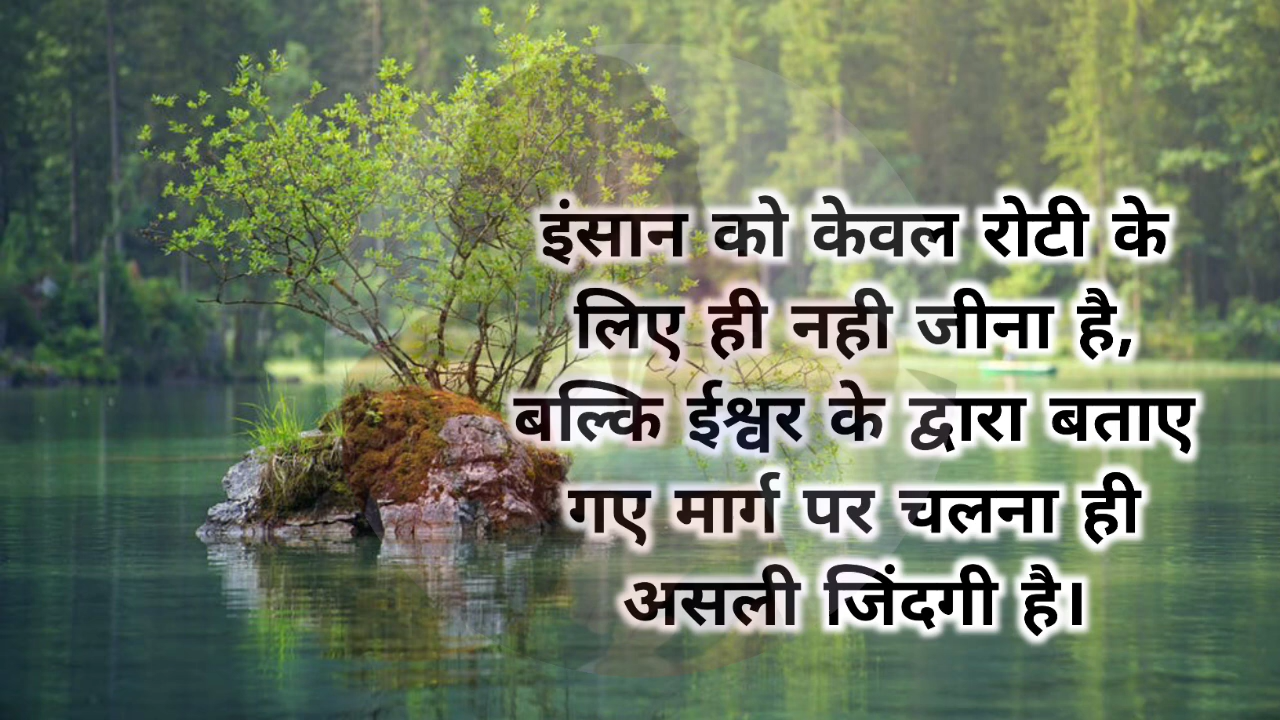 इंसान को केवल रोटी के
लिए ही नही जीना है,
बल्कि ईश्वर के द्वारा बताए
गए मार्ग पर चलना ही
असली जिंदगी है।